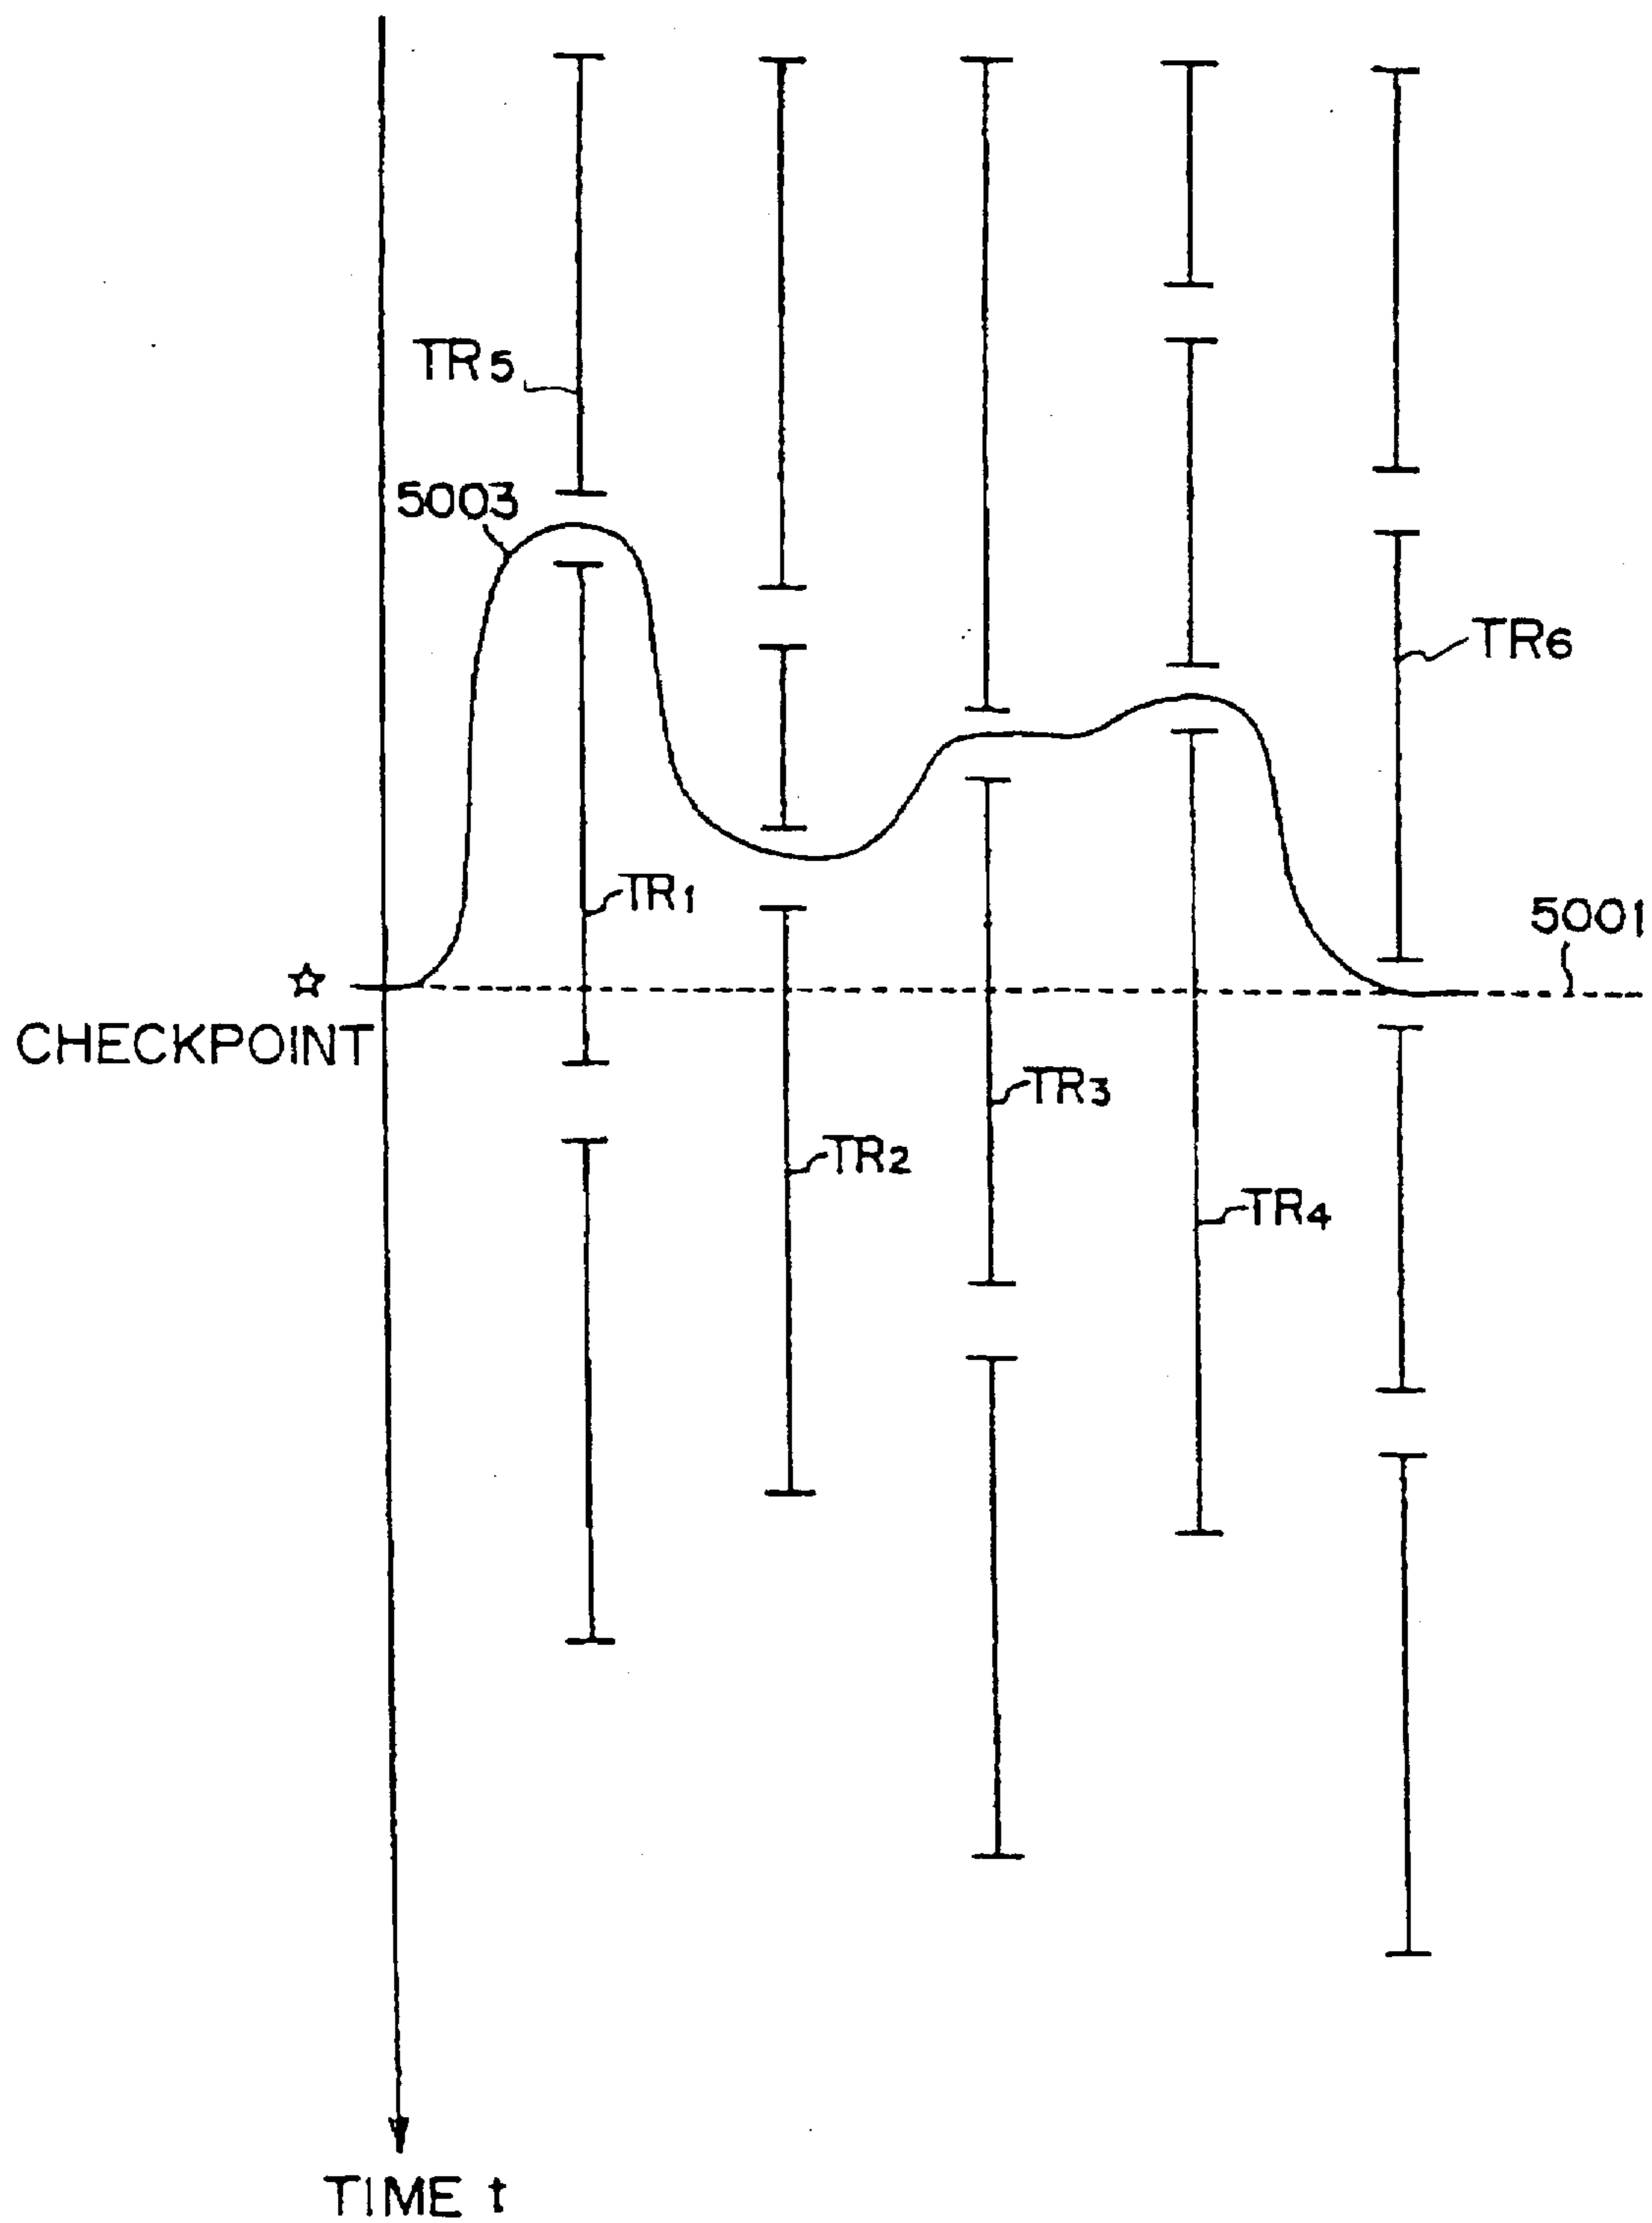 TR5
5003
TR6
TR1
5001
☆
CHECKPOINT
TR3
TR2
TR4
TIME t